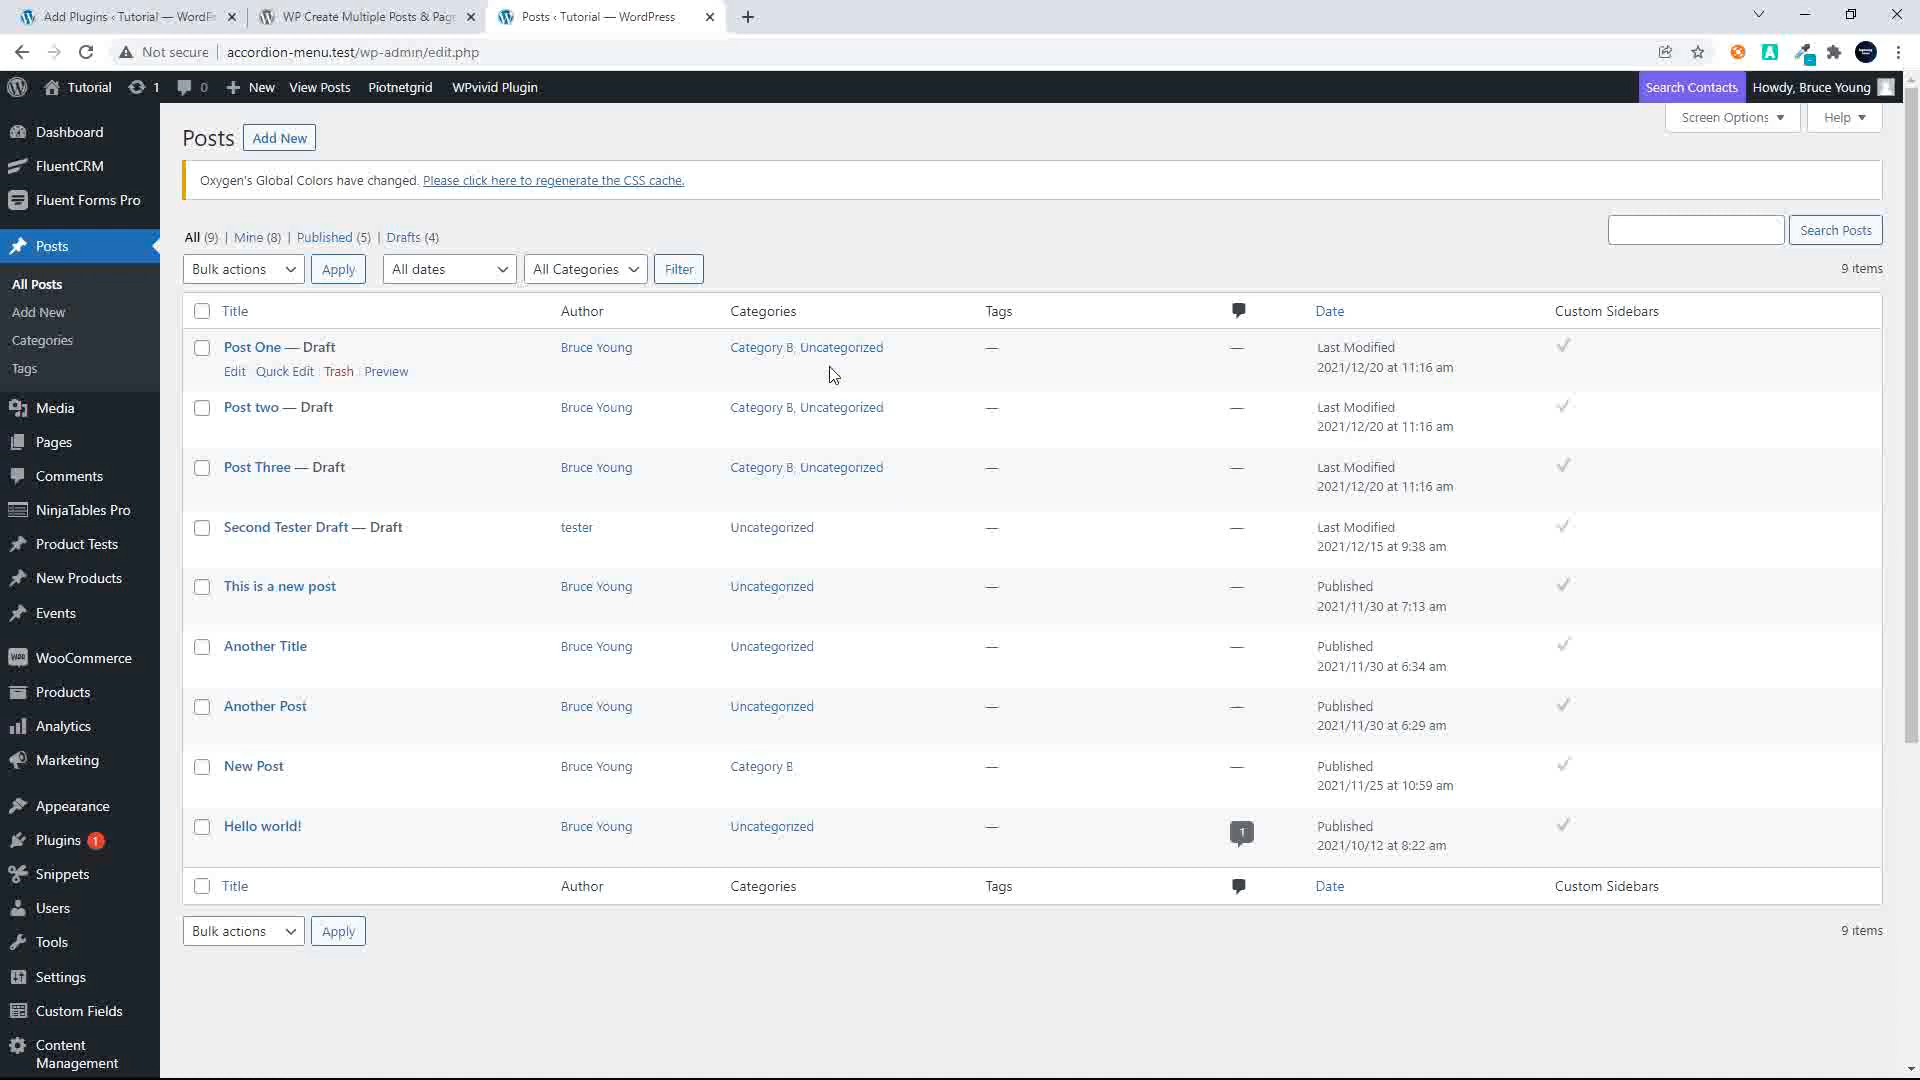 Add Plugins ‹ Tutorial — WordP
WP Create Multiple Posts & Page
Posts ‹ Tutorial — WordPress
Not secure
accordion-menu.test/wp-admin/edit.php
Tutorial
1
0
New
View Posts
Piotnetgrid
WPvivid Plugin
Search Contacts
Howdy, Bruce Young
Dashboard
FluentCRM
Fluent Forms Pro
Posts
All Posts
Add New
Categories
Tags
Media
Pages
Comments
NinjaTables Pro
Product Tests
New Products
Events
WooCommerce
Products
Analytics
Marketing
Appearance
Plugins 1
Snippets
Users
Tools
Settings
Custom Fields
Content
Management
Screen Options
Help
Posts
Add New
Oxygen's Global Colors have changed. Please click here to regenerate the CSS cache.
All (9) | Mine (8) | Published (5) | Drafts (4)
Search Posts
Bulk actions
Apply
All dates
All Categories
Filter
9 items
Title Author Categories Tags Date Custom Sidebars
Post One — Draft Bruce Young Category B, Uncategorized — — Last Modified
Edit Quick Edit Trash Preview 2021/12/20 at 11:16 am
Post two — Draft Bruce Young Category B, Uncategorized — — Last Modified
2021/12/20 at 11:16 am
Post Three — Draft Bruce Young Category B, Uncategorized — — Last Modified
2021/12/20 at 11:16 am
Second Tester Draft — Draft tester Uncategorized — — Last Modified
2021/12/15 at 9:38 am
This is a new post Bruce Young Uncategorized — — Published
2021/11/30 at 7:13 am
Another Title Bruce Young Uncategorized — — Published
2021/11/30 at 6:34 am
Another Post Bruce Young Uncategorized — — Published
2021/11/30 at 6:29 am
New Post Bruce Young Category B — — Published
2021/11/25 at 10:59 am
Hello world! Bruce Young Uncategorized — 1 Published
2021/10/12 at 8:22 am
Title Author Categories Tags Date Custom Sidebars
Bulk actions
Apply
9 items